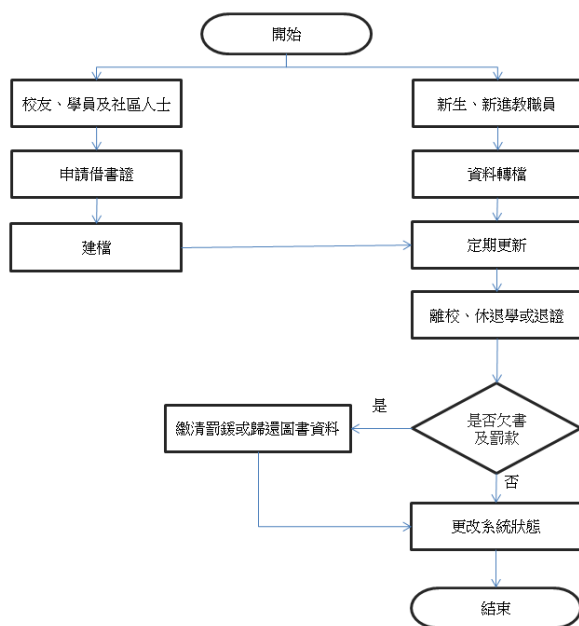 開始
校友、學員及社區人士
新生、新進教職員
申請借書證
資料轉檔
建檔
定期更新
離校、休退學或退證
是
是否欠書
及罰款
繳清罰鍰或歸還圖書資料
否
更改系統狀態
結束